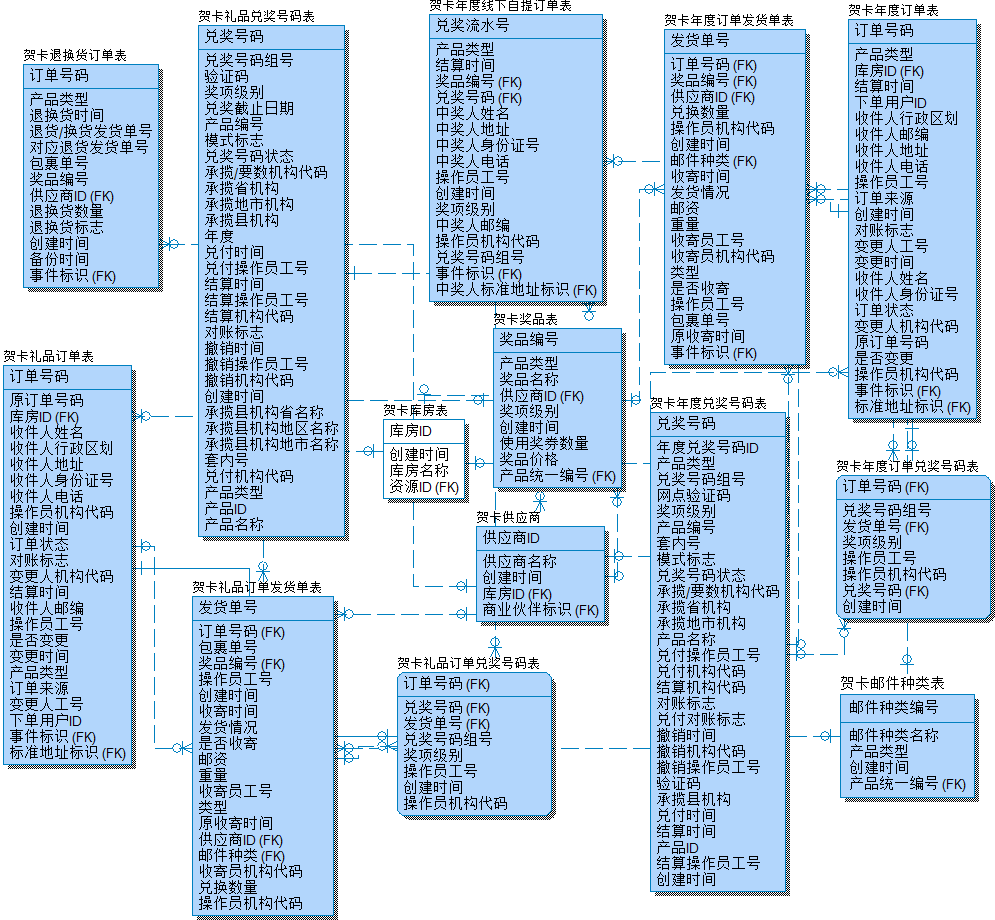 贺卡退换货订单表
订单号码
产品类型
退换货时间
退货/换货发货单号
对应退货发货单号
包裹单号
奖品编号
供应商ID (FK)
退换货数量
退换货标志
创建时间
备份时间
事件标识 (FK)
贺卡礼品兑奖号码表
兑奖号码
兑奖号码组号
验证码
奖项级别
兑奖截止日期
产品编号
模式标志
兑奖号码状态
承揽/要数机构代码
承揽省机构
承揽地市机构
承揽县机构
年度
兑付时间
兑付操作员工号
结算时间
结算操作员工号
结算机构代码
对账标志
撤销时间
撤销操作员工号
撤销机构代码
创建时间
承揽县机构省名称
承揽县机构地区名称
承揽县机构地市名称
套内号
兑付机构代码
产品类型
产品ID
产品名称
贺卡年度线下自提订单表
兑奖流水号
产品类型
结算时间
奖品编号 (FK)
兑奖号码 (FK)
中奖人姓名
中奖人地址
中奖人身份证号
中奖人电话
操作员工号
创建时间
奖项级别
中奖人邮编
操作员机构代码
兑奖号码组号
事件标识 (FK)
中奖人标准地址标识 (FK)
贺卡年度订单发货单表
发货单号
订单号码 (FK)
奖品编号 (FK)
供应商ID (FK)
兑换数量
操作员机构代码
创建时间
邮件种类 (FK)
收寄时间
发货情况
邮资
重量
收寄员工号
收寄员机构代码
类型
是否收寄
操作员工号
包裹单号
原收寄时间
事件标识 (FK)
贺卡年度订单表
订单号码
产品类型
库房ID (FK)
结算时间
下单用户ID
收件人行政区划
收件人邮编
收件人地址
收件人电话
操作员工号
订单来源
创建时间
对账标志
变更人工号
变更时间
收件人姓名
收件人身份证号
订单状态
变更人机构代码
原订单号码
是否变更
操作员机构代码
事件标识 (FK)
标准地址标识 (FK)
贺卡礼品订单表
订单号码
原订单号码
库房ID (FK)
收件人姓名
收件人行政区划
收件人地址
收件人身份证号
收件人电话
操作员机构代码
创建时间
订单状态
对账标志
变更人机构代码
结算时间
收件人邮编
操作员工号
是否变更
变更时间
产品类型
订单来源
变更人工号
下单用户ID
事件标识 (FK)
标准地址标识 (FK)
贺卡奖品表
奖品编号
产品类型
奖品名称
供应商ID (FK)
奖项级别
创建时间
使用奖券数量
奖品价格
产品统一编号 (FK)
贺卡库房表
库房ID
创建时间
库房名称
资源ID (FK)
贺卡供应商
供应商ID
供应商名称
创建时间
库房ID (FK)
商业伙伴标识 (FK)
贺卡年度兑奖号码表
兑奖号码
年度兑奖号码ID
产品类型
兑奖号码组号
网点验证码
奖项级别
产品编号
套内号
模式标志
兑奖号码状态
承揽/要数机构代码
承揽省机构
承揽地市机构
产品名称
兑付操作员工号
兑付机构代码
结算机构代码
对账标志
兑付对账标志
撤销时间
撤销机构代码
撤销操作员工号
验证码
承揽县机构
兑付时间
结算时间
产品ID
结算操作员工号
创建时间
贺卡年度订单兑奖号码表
订单号码 (FK)
兑奖号码组号
发货单号 (FK)
奖项级别
操作员工号
操作员机构代码
兑奖号码 (FK)
创建时间
贺卡礼品订单发货单表
发货单号
订单号码 (FK)
包裹单号
奖品编号 (FK)
操作员工号
创建时间
收寄时间
发货情况
是否收寄
邮资
重量
收寄员工号
类型
原收寄时间
供应商ID (FK)
邮件种类 (FK)
收寄员机构代码
兑换数量
操作员机构代码
贺卡礼品订单兑奖号码表
订单号码 (FK)
兑奖号码 (FK)
发货单号 (FK)
兑奖号码组号
奖项级别
操作员工号
创建时间
操作员机构代码
贺卡邮件种类表
邮件种类编号
邮件种类名称
产品类型
创建时间
产品统一编号 (FK)